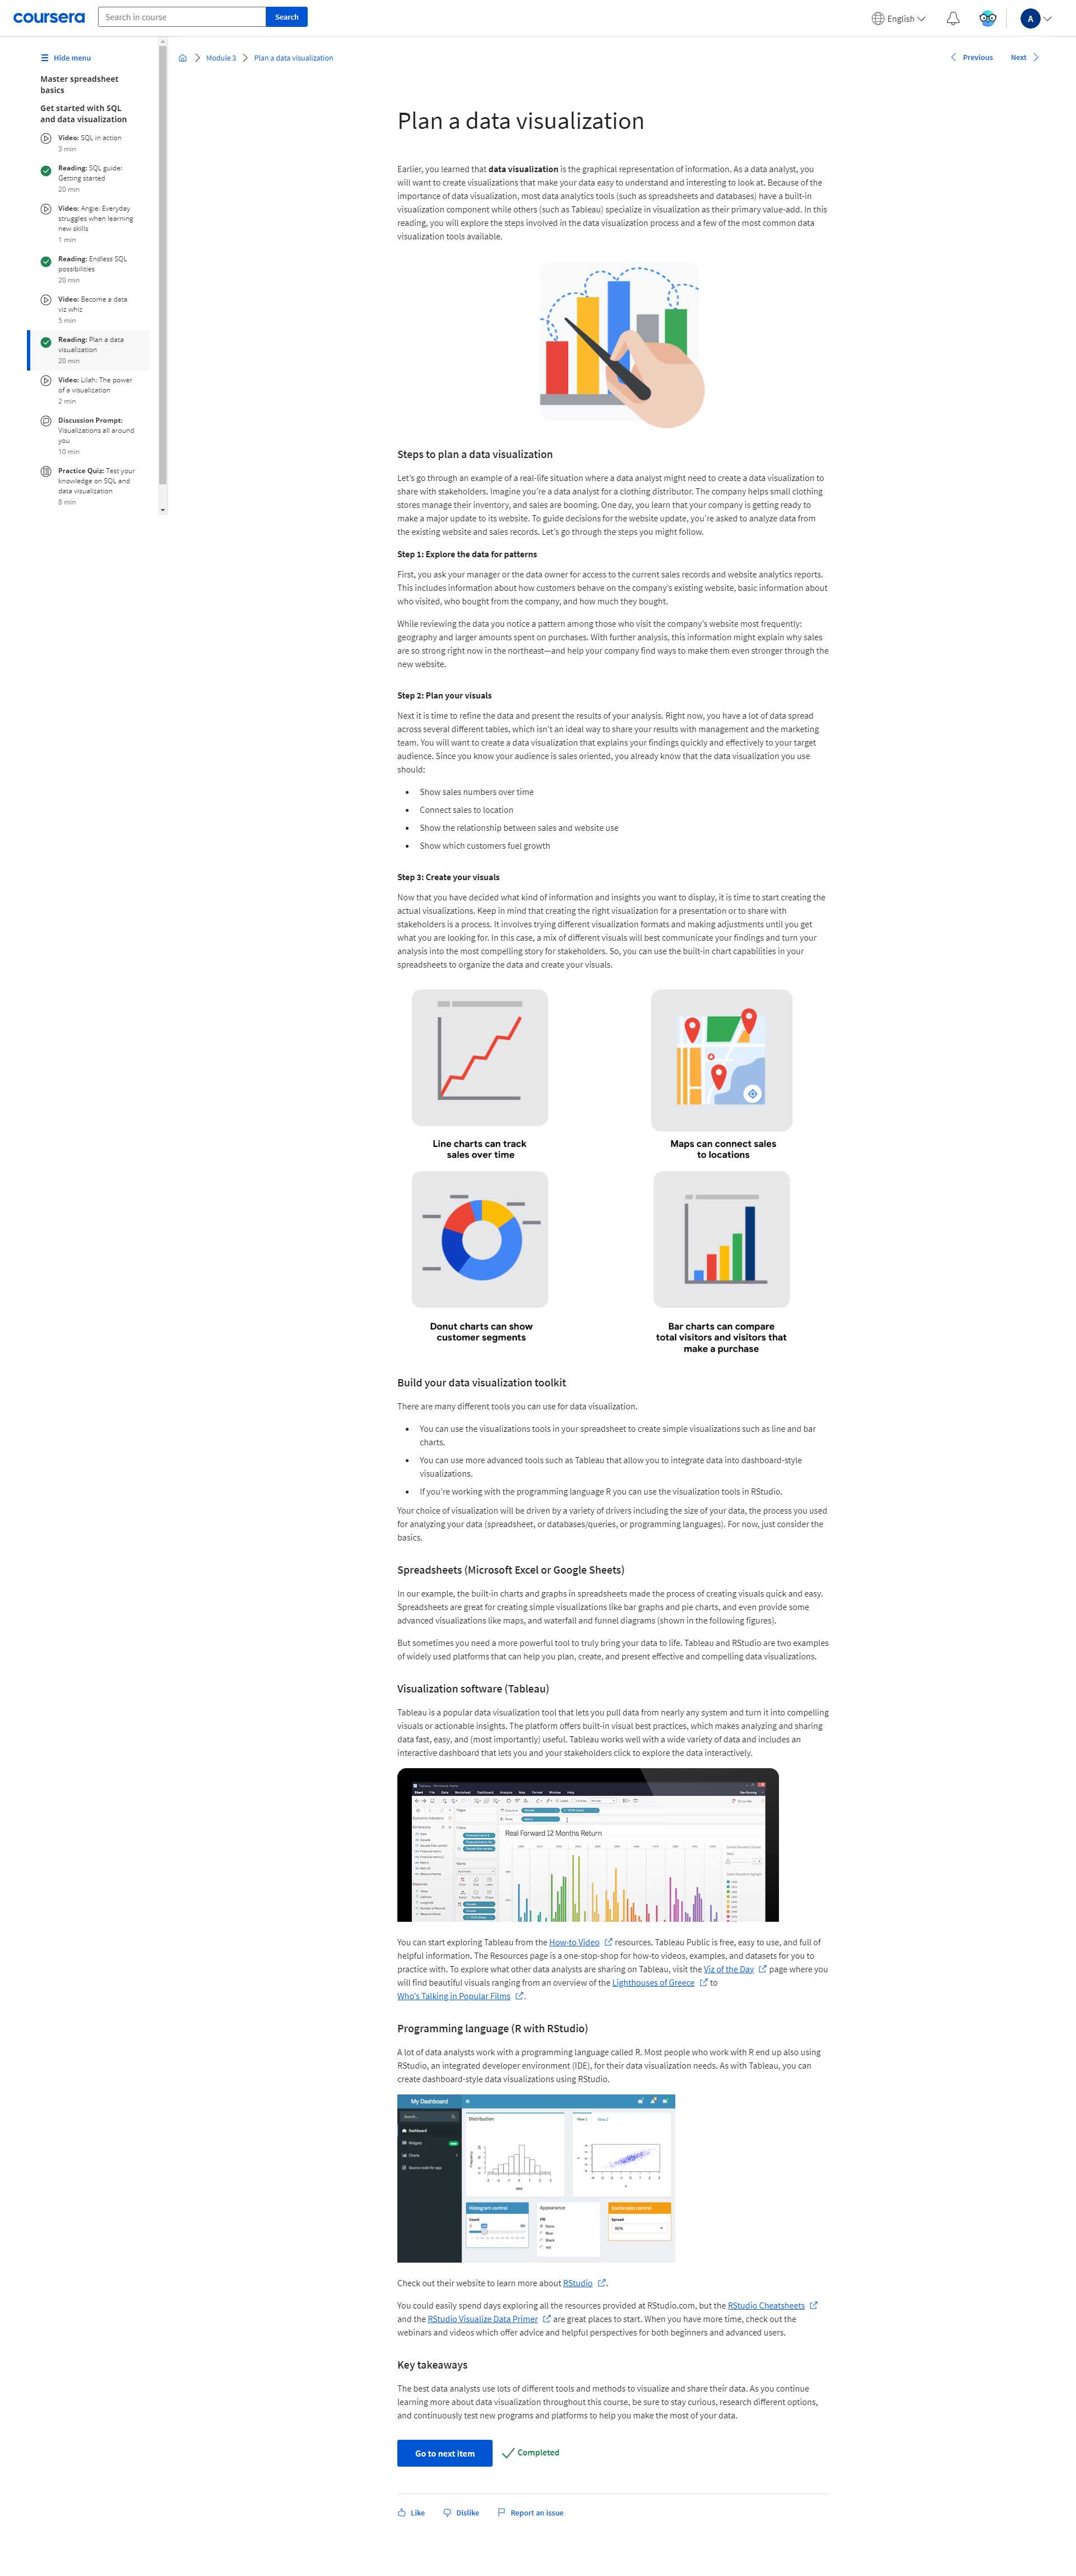 coursera
Search in course
Search
English
A
Hide menu
Master spreadsheet
basics
Get started with SQL
and data visualization
Video: SQL in action
3 min
Reading: SQL guide:
Getting started
20 min
Video: Angie: Everyday
struggles when learning
new skills
1 min
Reading: Endless SQL
possibilities
20 min
Video: Become a data
viz whiz
5 min
Reading: Plan a data
visualization
20 min
Video: Lilah: The power
of a visualization
2 min
Discussion Prompt:
Visualizations all around
you
10 min
Practice Quiz: Test your
knowledge on SQL and
data visualization
8 min
Module 3
Plan a data visualization
Previous
Next
Plan a data visualization
Earlier, you learned that data visualization is the graphical representation of information. As a data analyst, you
will want to create visualizations that make your data easy to understand and interesting to look at. Because of the
importance of data visualization, most data analytics tools (such as spreadsheets and databases) have a built-in
visualization component while others (such as Tableau) specialize in visualization as their primary value-add. In this
reading, you will explore the steps involved in the data visualization process and a few of the most common data
visualization tools available.
Steps to plan a data visualization
Let’s go through an example of a real-life situation where a data analyst might need to create a data visualization to
share with stakeholders. Imagine you’re a data analyst for a clothing distributor. The company helps small clothing
stores manage their inventory, and sales are booming. One day, you learn that your company is getting ready to
make a major update to its website. To guide decisions for the website update, you’re asked to analyze data from
the existing website and sales records. Let’s go through the steps you might follow.
Step 1: Explore the data for patterns
First, you ask your manager or the data owner for access to the current sales records and website analytics reports.
This includes information about how customers behave on the company’s existing website, basic information about
who visited, who bought from the company, and how much they bought.
While reviewing the data you notice a pattern among those who visit the company’s website most frequently:
geography and larger amounts spent on purchases. With further analysis, this information might explain why sales
are so strong right now in the northeast—and help your company find ways to make them even stronger through the
new website.
Step 2: Plan your visuals
Next it is time to refine the data and present the results of your analysis. Right now, you have a lot of data spread
across several different tables, which isn’t an ideal way to share your results with management and the marketing
team. You will want to create a data visualization that explains your findings quickly and effectively to your target
audience. Since you know your audience is sales oriented, you already know that the data visualization you use
should:
• Show sales numbers over time
• Connect sales to location
• Show the relationship between sales and website use
• Show which customers fuel growth
Step 3: Create your visuals
Now that you have decided what kind of information and insights you want to display, it is time to start creating the
actual visualizations. Keep in mind that creating the right visualization for a presentation or to share with
stakeholders is a process. It involves trying different visualization formats and making adjustments until you get
what you are looking for. In this case, a mix of different visuals will best communicate your findings and turn your
analysis into the most compelling story for stakeholders. So, you can use the built-in chart capabilities in your
spreadsheets to organize the data and create your visuals.
Line charts can track
sales over time
Maps can connect sales
to locations
Donut charts can show
customer segments
Bar charts can compare
total visitors and visitors that
make a purchase
Build your data visualization toolkit
There are many different tools you can use for data visualization.
• You can use the visualizations tools in your spreadsheet to create simple visualizations such as line and bar
charts.
• You can use more advanced tools such as Tableau that allow you to integrate data into dashboard-style
visualizations.
• If you’re working with the programming language R you can use the visualization tools in RStudio.
Your choice of visualization will be driven by a variety of drivers including the size of your data, the process you used
for analyzing your data (spreadsheet, or databases/queries, or programming languages). For now, just consider the
basics.
Spreadsheets (Microsoft Excel or Google Sheets)
In our example, the built-in charts and graphs in spreadsheets made the process of creating visuals quick and easy.
Spreadsheets are great for creating simple visualizations like bar graphs and pie charts, and even provide some
advanced visualizations like maps, and waterfall and funnel diagrams (shown in the following figures).
But sometimes you need a more powerful tool to truly bring your data to life. Tableau and RStudio are two examples
of widely used platforms that can help you plan, create, and present effective and compelling data visualizations.
Visualization software (Tableau)
Tableau is a popular data visualization tool that lets you pull data from nearly any system and turn it into compelling
visuals or actionable insights. The platform offers built-in visual best practices, which makes analyzing and sharing
data fast, easy, and (most importantly) useful. Tableau works well with a wide variety of data and includes an
interactive dashboard that lets you and your stakeholders click to explore the data interactively.
Real Forward 12 Months Return
You can start exploring Tableau from the How-to Video resources. Tableau Public is free, easy to use, and full of
helpful information. The Resources page is a one-stop-shop for how-to videos, examples, and datasets for you to
practice with. To explore what other data analysts are sharing on Tableau, visit the Viz of the Day page where you
will find beautiful visuals ranging from an overview of the Lighthouses of Greece to
Who’s Talking in Popular Films .
Programming language (R with RStudio)
A lot of data analysts work with a programming language called R. Most people who work with R end up also using
RStudio, an integrated developer environment (IDE), for their data visualization needs. As with Tableau, you can
create dashboard-style data visualizations using RStudio.
My Dashboard
Search...
Dashboard
Widgets
Charts
Source code for app
Distribution
View 1
View 2
Frequency
Histogram control
Count
Appearance
Fill
None
Blue
Black
red
Scatterplot control
Spread
Check out their website to learn more about RStudio .
You could easily spend days exploring all the resources provided at RStudio.com, but the RStudio Cheatsheets
and the RStudio Visualize Data Primer are great places to start. When you have more time, check out the
webinars and videos which offer advice and helpful perspectives for both beginners and advanced users.
Key takeaways
The best data analysts use lots of different tools and methods to visualize and share their data. As you continue
learning more about data visualization throughout this course, be sure to stay curious, research different options,
and continuously test new programs and platforms to help you make the most of your data.
Go to next item
Completed
Like
Dislike
Report an issue